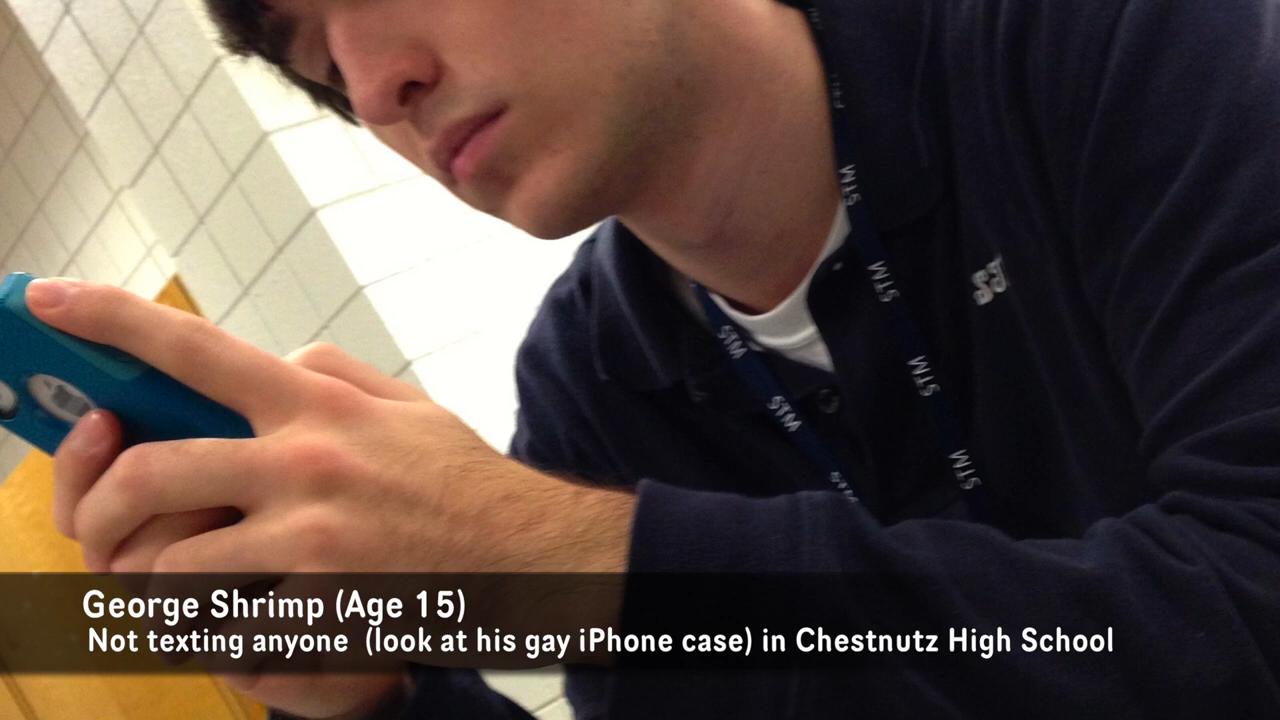 STM
STM
STM
STM
STM
STM
George Shrimp (Age 15)
Not texting anyone (look at his gay iPhone case) in Chestnutz High School